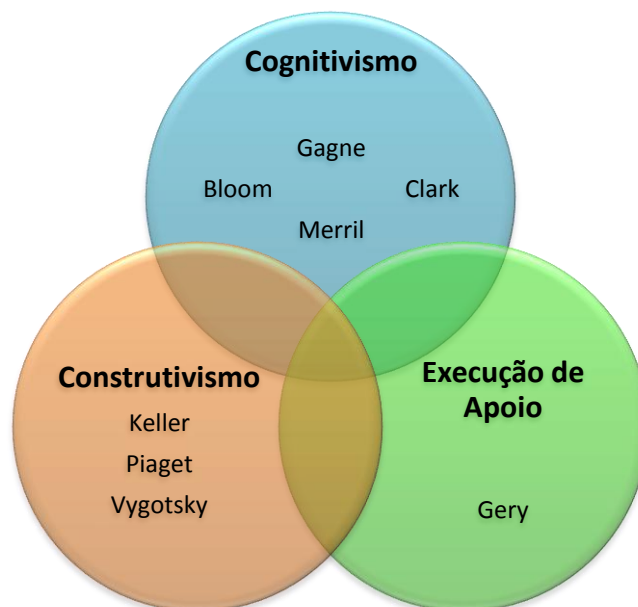 Cognitivismo
Gagne
Bloom
Clark
Merril
Construtivismo
Keller
Piaget
Vygotsky
Execução de
Apoio
Gery